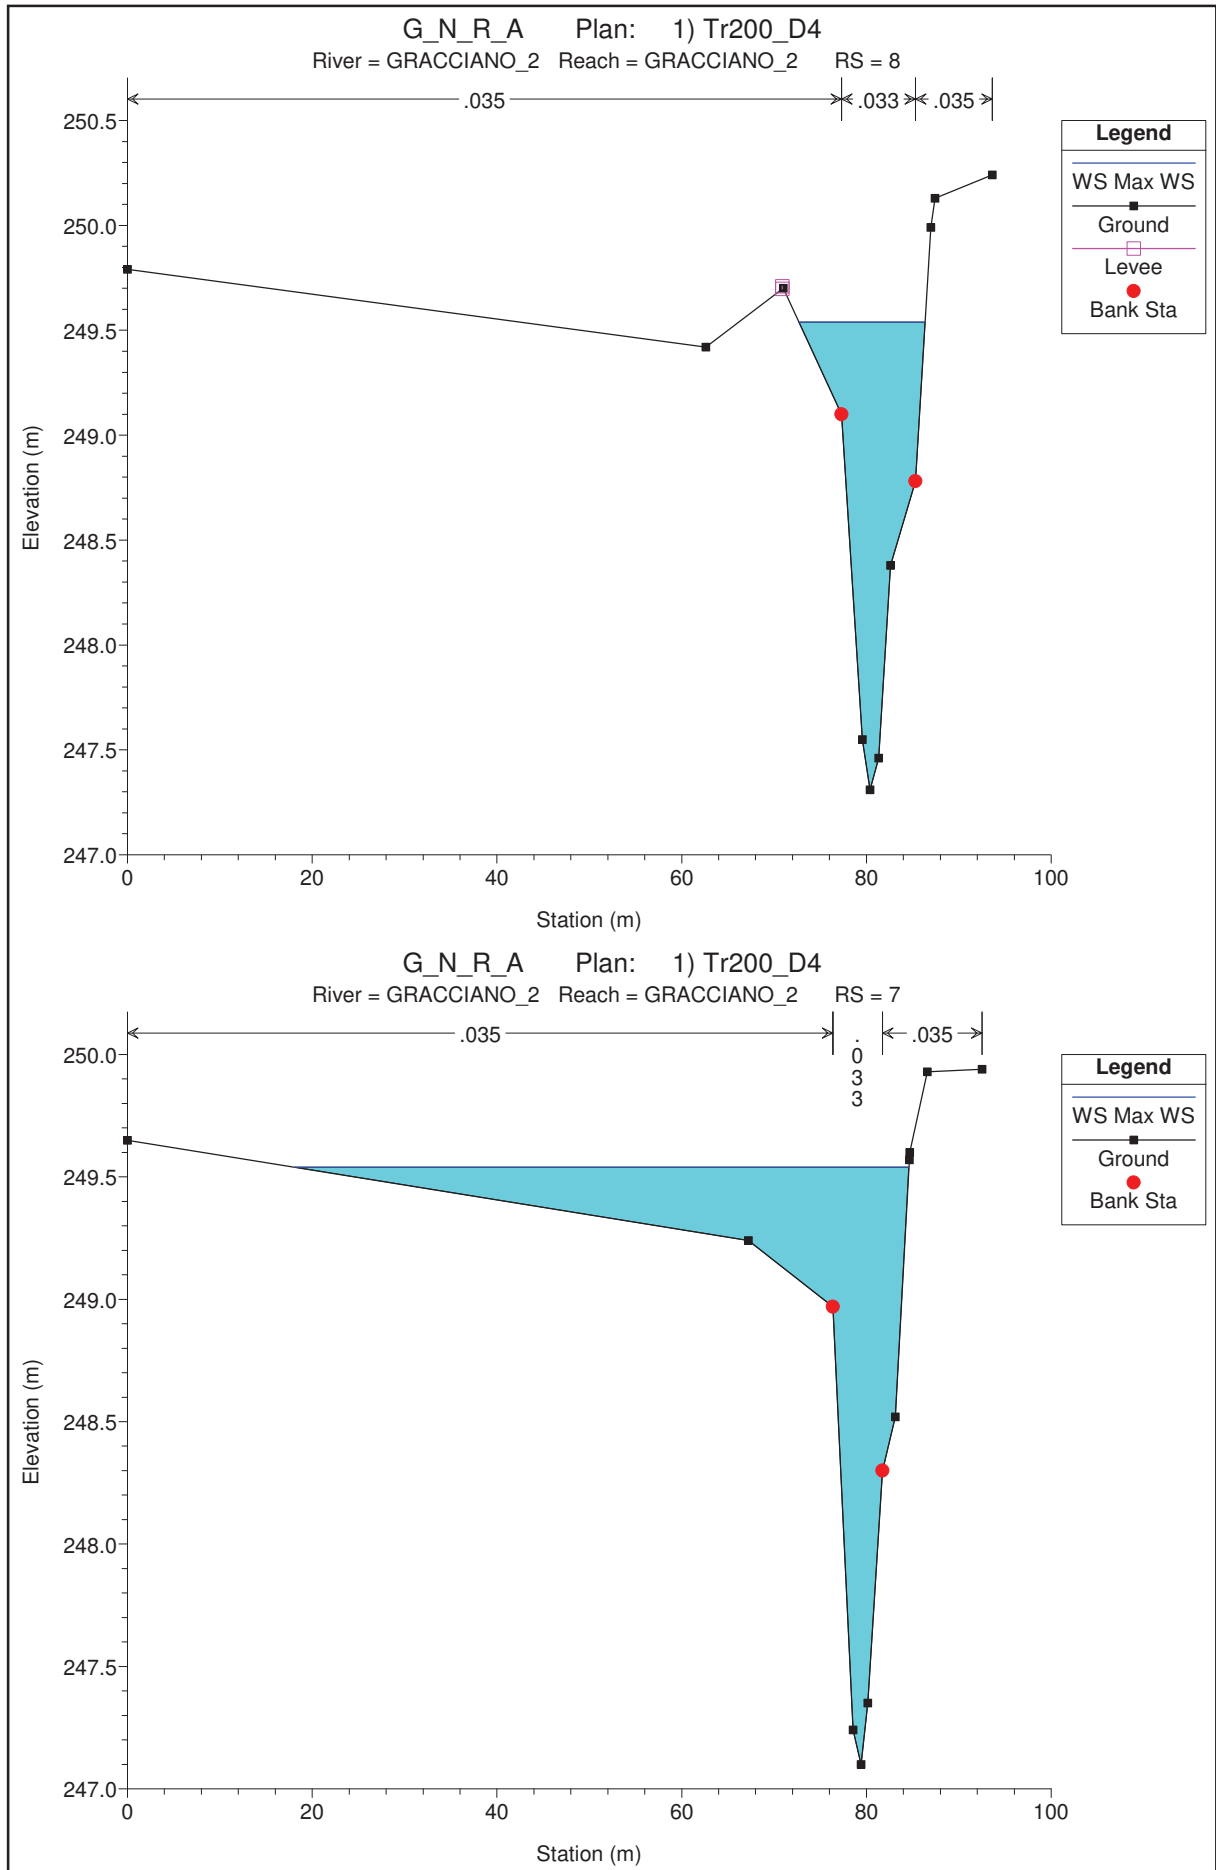 G_N_R_A Plan: 1) Tr200_D4
River = GRACCIANO_2 Reach = GRACCIANO_2 RS = 8
.035 .033 .035
250.5
250.0
249.5
249.0
248.5
248.0
247.5
247.0
Elevation (m)
0 20 40 60 80 100
Station (m)
Legend
WS Max WS
Ground
Levee
Bank Sta
G_N_R_A Plan: 1) Tr200_D4
River = GRACCIANO_2 Reach = GRACCIANO_2 RS = 7
.035 .033 .035
250.0
249.5
249.0
248.5
248.0
247.5
247.0
Elevation (m)
0 20 40 60 80 100
Station (m)
Legend
WS Max WS
Ground
Bank Sta